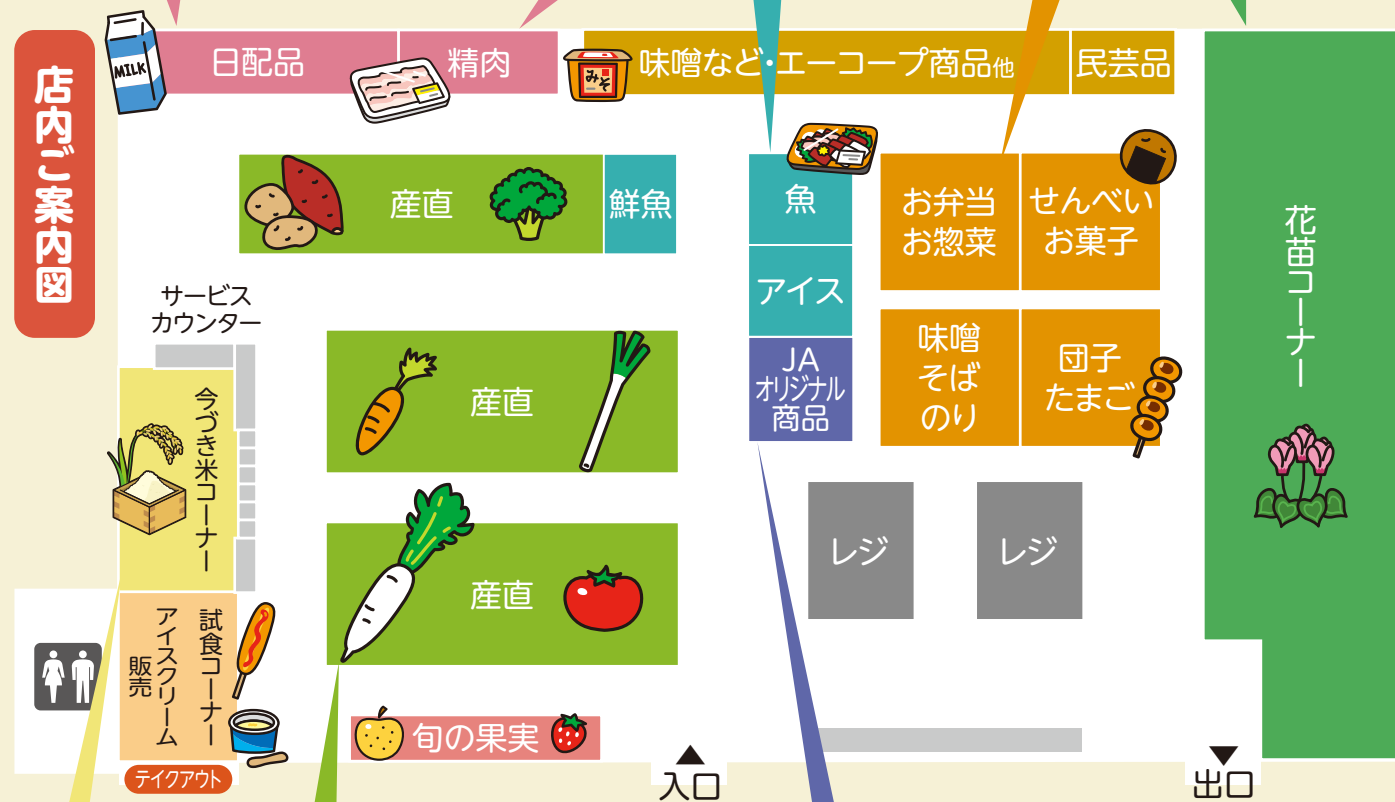 店内ご案内図
MILK
日配品
精肉
みそ
味噌など・エーコープ商品他
民芸品
産直
鮮魚
魚
アイス
JA
オリジナル
商品
お弁当
お惣菜
せんべい
お菓子
味噌
そば
のり
団子
たまご
花苗コーナー
サービス
カウンター
今づき米コーナー
産直
産直
レジ
レジ
試食コーナー
アイスクリーム
販売
テイクアウト
旬の果実
入口
出口